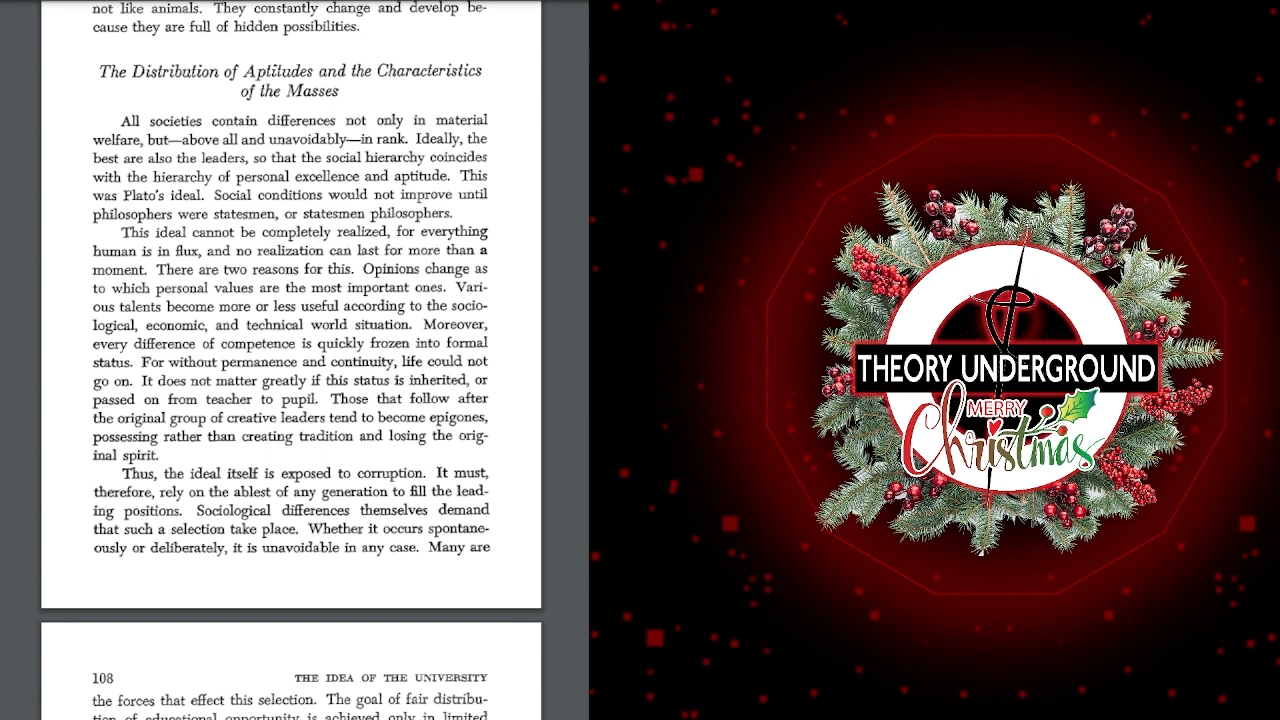 not like animals. They constantly change and develop be-
cause they are full of hidden possibilities.
The Distribution of Aptitudes and the Characteristics
of the Masses
All societies contain differences not only in material
welfare, but—above all and unavoidably—in rank. Ideally, the
best are also the leaders, so that the social hierarchy coincides
with the hierarchy of personal excellence and aptitude. This
was Plato's ideal. Social conditions would not improve until
philosophers were statesmen, or statesmen philosophers.
This ideal cannot be completely realized, for everything
human is in flux, and no realization can last for more than a
moment. There are two reasons for this. Opinions change as
to which personal values are the most important ones. Vari-
ous talents become more or less useful according to the socio-
logical, economic, and technical world situation. Moreover,
every difference of competence is quickly frozen into formal
status. For without permanence and continuity, life could not
go on. It does not matter greatly if this status is inherited, or
passed on from teacher to pupil. Those that follow after
the original group of creative leaders tend to become epigones,
possessing rather than creating tradition and losing the orig-
inal spirit.
Thus, the ideal itself is exposed to corruption. It must,
therefore, rely on the ablest of any generation to fill the lead-
ing positions. Sociological differences themselves demand
that such a selection take place. Whether it occurs spontane-
ously or deliberately, it is unavoidable in any case. Many are
108 THE IDEA OF THE UNIVERSITY
the forces that effect this selection. The goal of fair distribu-
tion of educational opportunity is achieved only in limited
THEORY UNDERGROUND
MERRY
Christmas